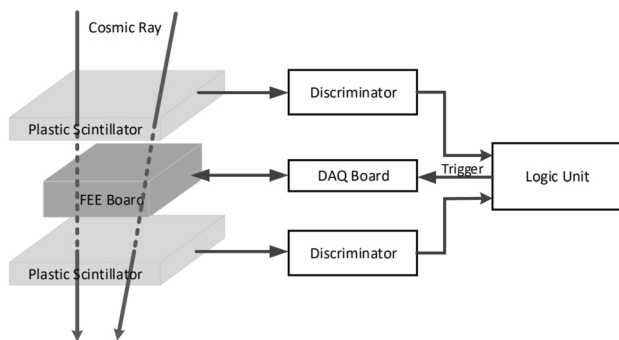 Cosmic Ray
Plastic Scintillator
Discriminator
FEE Board
DAQ Board
Trigger
Logic Unit
Plastic Scintillator
Discriminator